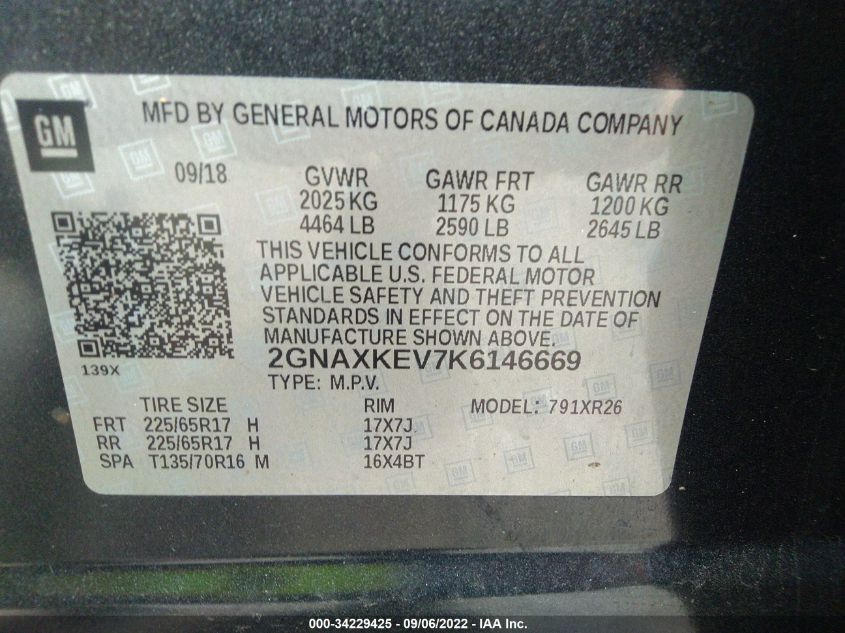 GM
MFD BY GENERAL MOTORS OF CANADA COMPANY
09/18 GVWR GAWR FRT GAWR RR
2025 KG 1175 KG 1200 KG
4464 LB 2590 LB 2645 LB
THIS VEHICLE CONFORMS TO ALL
APPLICABLE U.S. FEDERAL MOTOR
VEHICLE SAFETY AND THEFT PREVENTION
STANDARDS IN EFFECT ON THE DATE OF
MANUFACTURE SHOWN ABOVE.
139X
2GNAXKEV7K6146669
TYPE: M.P.V.
TIRE SIZE RIM MODEL: 791XR26
FRT 225/65R17 H 17X7J
RR 225/65R17 H 17X7J
SPA T135/70R16 M 16X4BT
000-34229425 - 09/06/2022 - IAA Inc.